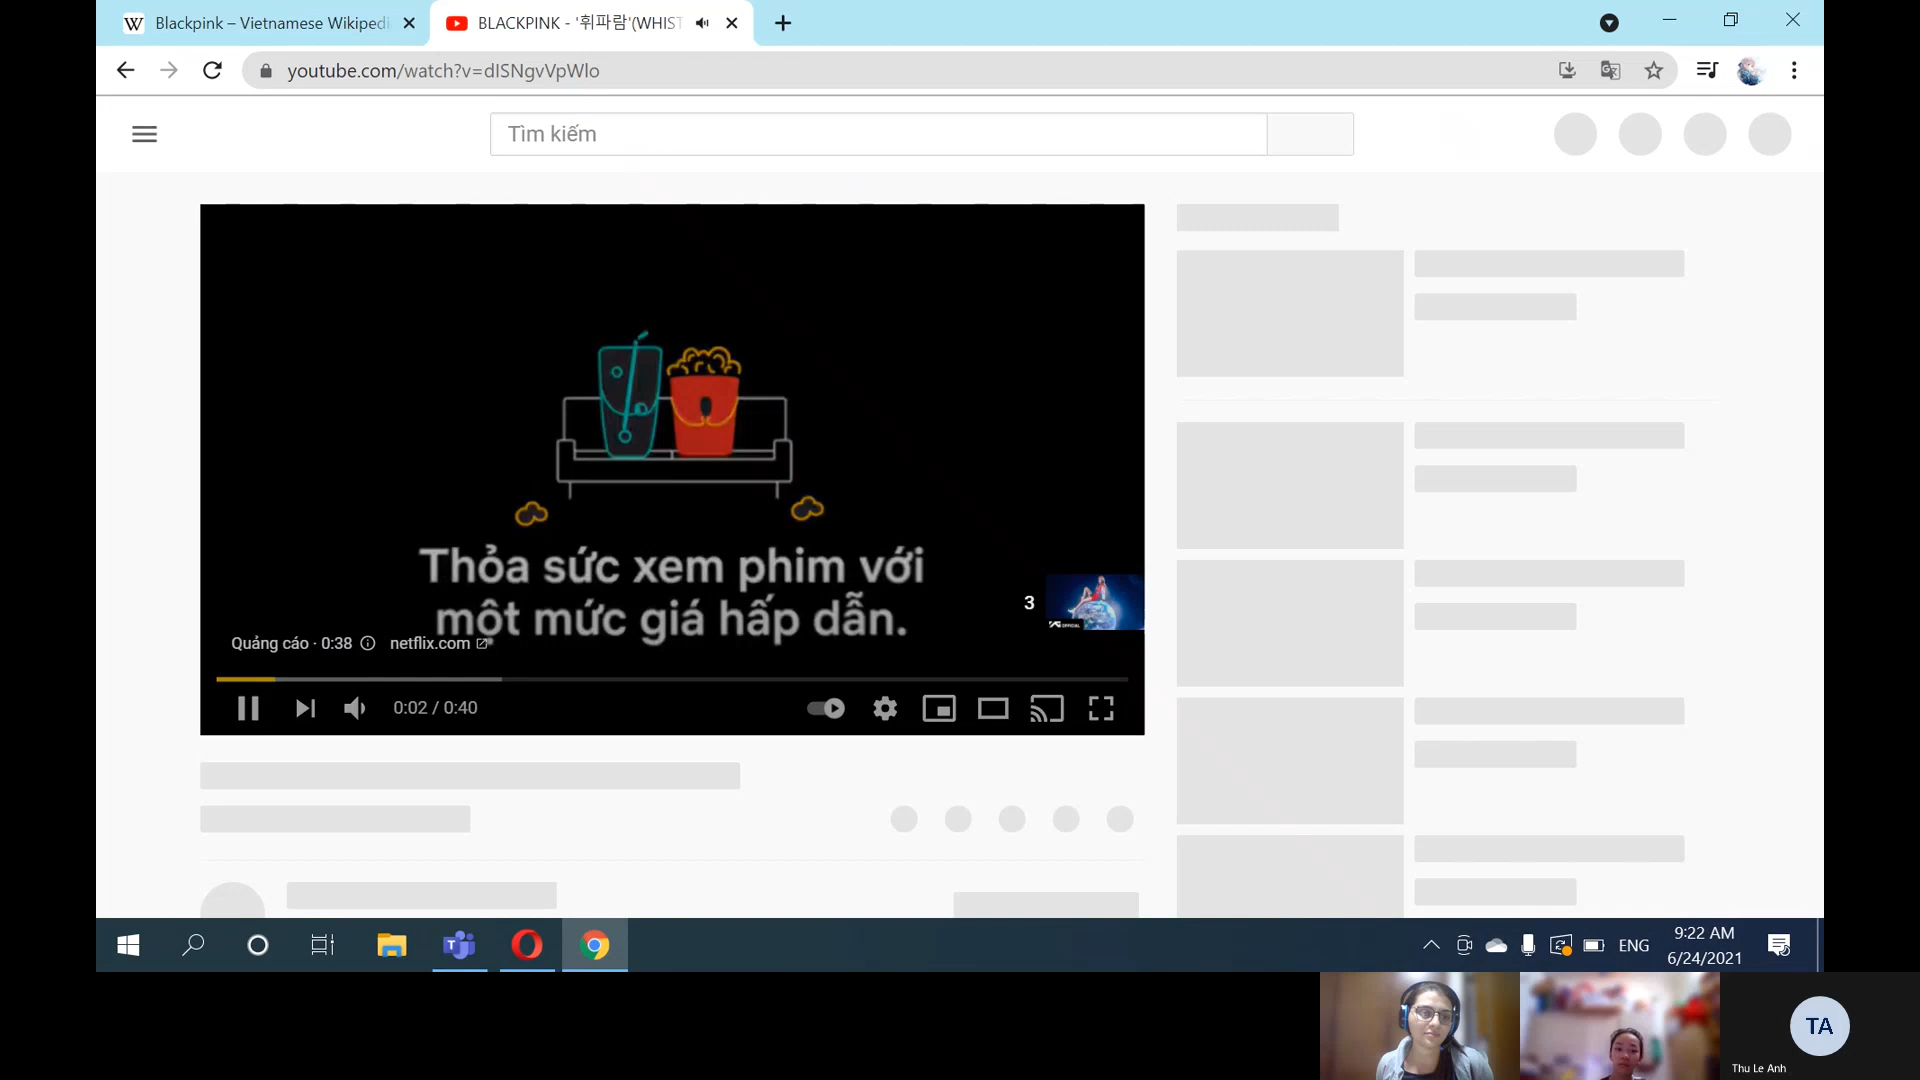 Blackpink – Vietnamese Wikipedi
BLACKPINK - '휘파람'(WHIST
youtube.com/watch?v=dISNgvVpWlo
Tìm kiếm
Thỏa sức xem phim với
một mức giá hấp dẫn.
3
YG OFFICIAL
Quảng cáo · 0:38 netflix.com
0:02 / 0:40
ENG
9:22 AM
6/24/2021
TA
Thu Le Anh